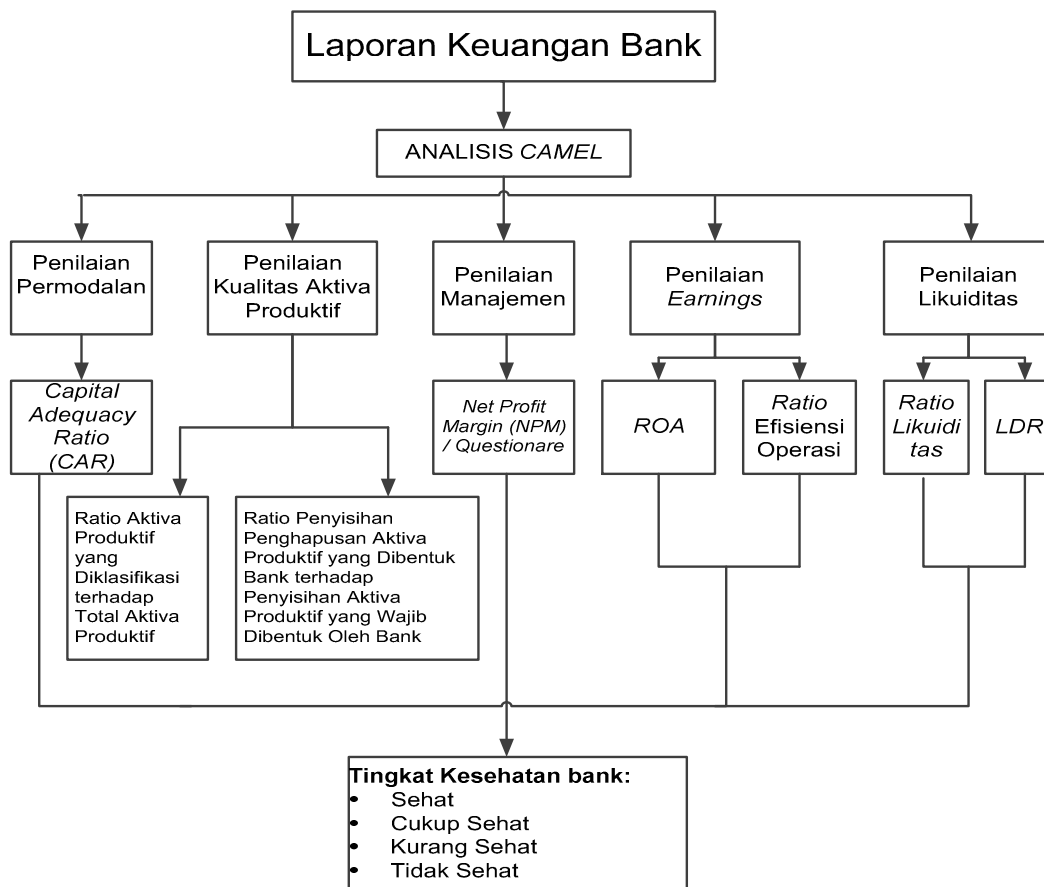 Laporan Keuangan Bank
ANALISIS CAMEL
Penilaian
Permodalan
Penilaian
Kualitas Aktiva
Produktif
Penilaian
Manajemen
Penilaian
Earnings
Penilaian
Likuiditas
Capital
Adequacy
Ratio
(CAR)
Net Profit
Margin (NPM)
/ Questionare
ROA
Ratio
Efisiensi
Operasi
Ratio
Likuidi
tas
LDR
Ratio Aktiva
Produktif
yang
Diklasifikasi
terhadap
Total Aktiva
Produktif
Ratio Penyisihan
Penghapusan Aktiva
Produktif yang Dibentuk
Bank terhadap
Penyisihan Aktiva
Produktif yang Wajib
Dibentuk Oleh Bank
Tingkat Kesehatan bank:
• Sehat
• Cukup Sehat
• Kurang Sehat
• Tidak Sehat